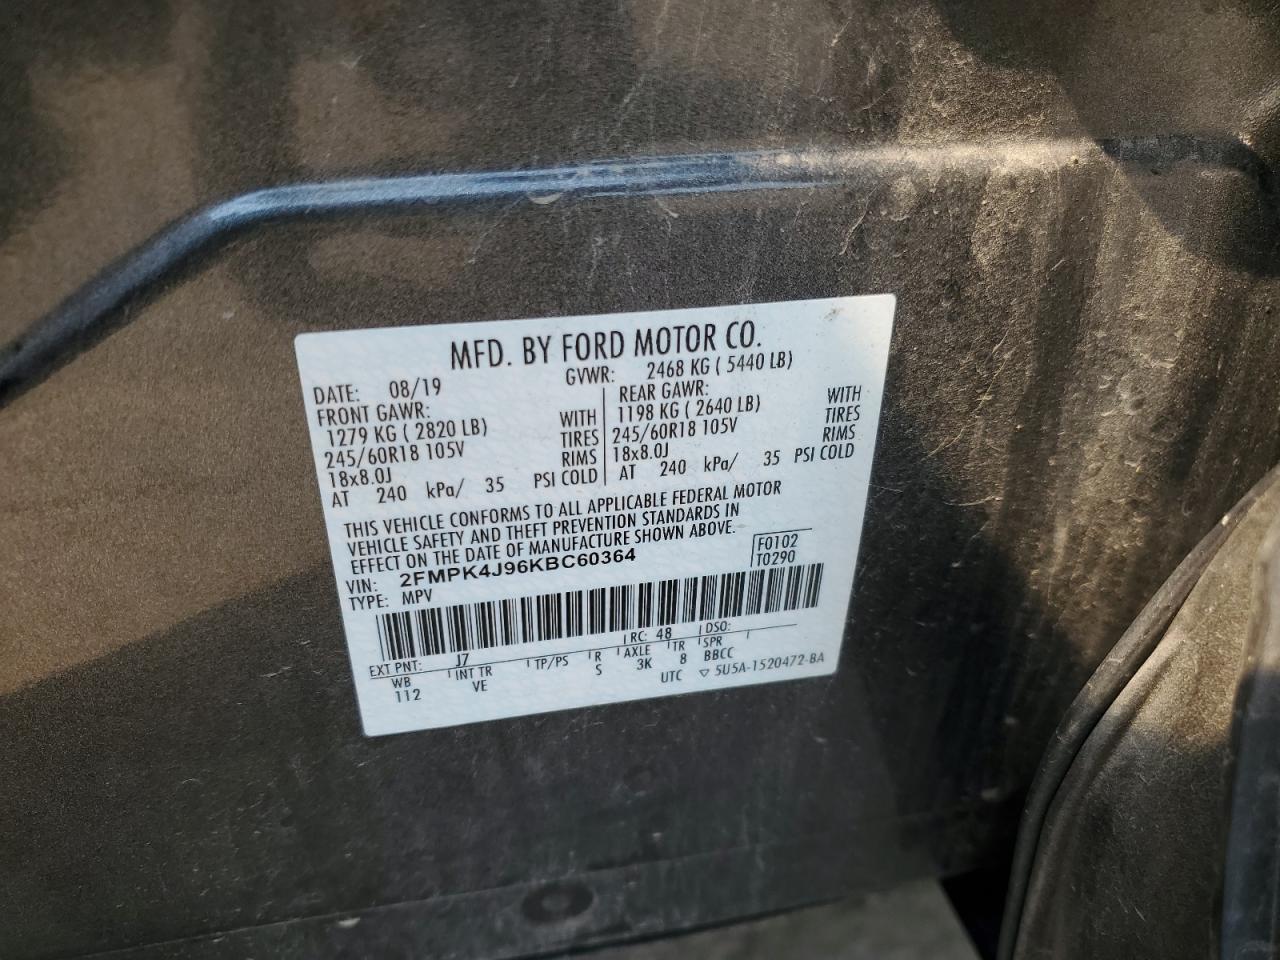 MFD. BY FORD MOTOR CO.
DATE: 08/19 GVWR: 2468 KG ( 5440 LB)
FRONT GAWR: REAR GAWR:
1279 KG ( 2820 LB) WITH 1198 KG ( 2640 LB) WITH
245/60R18 105V TIRES 245/60R18 105V TIRES
18x8.0J RIMS 18x8.0J RIMS
AT 240 kPa/ 35 PSI COLD AT 240 kPa/ 35 PSI COLD
THIS VEHICLE CONFORMS TO ALL APPLICABLE FEDERAL MOTOR
VEHICLE SAFETY AND THEFT PREVENTION STANDARDS IN
EFFECT ON THE DATE OF MANUFACTURE SHOWN ABOVE.
VIN: 2FMPK4J96KBC60364 F0102
TYPE: MPV T0290
EXT PNT: J7 RC: 48 DSO:
WB INT TR TP/PS R AXLE TR SPR
112 VE S 3K 8 BBCC
UTC ▽ 5U5A-1520472-BA